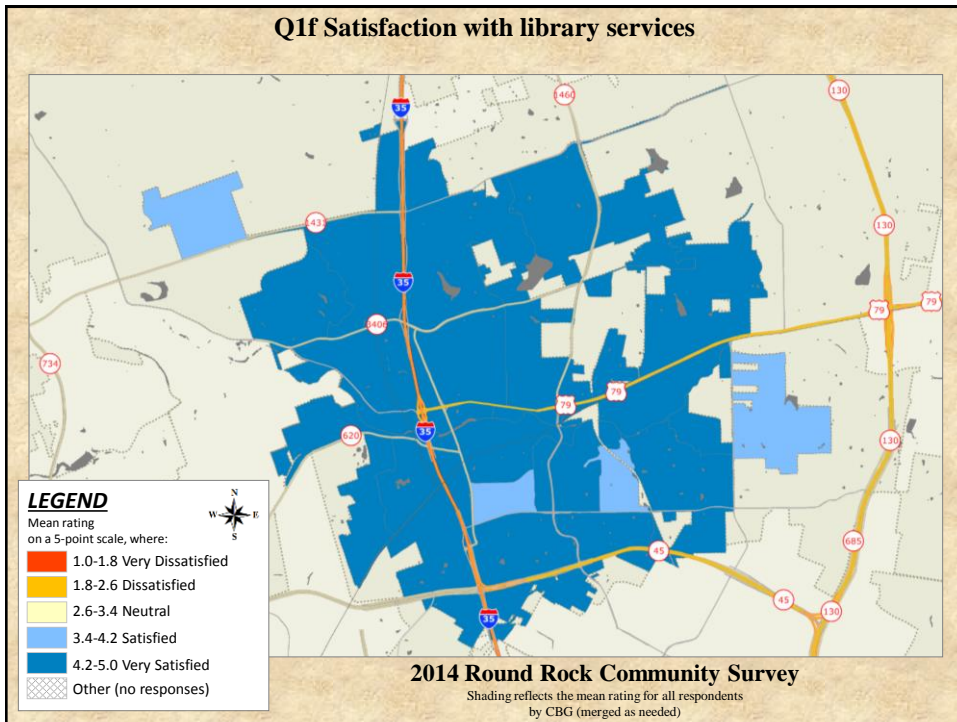 Q1f Satisfaction with library services
35
1460
130
1431
130
35
79
79
3406
734
79
79
35
620
130
45
685
45
130
35
LEGEND
Mean rating
on a 5-point scale, where:
N
W E
S
1.0-1.8 Very Dissatisfied
1.8-2.6 Dissatisfied
2.6-3.4 Neutral
3.4-4.2 Satisfied
4.2-5.0 Very Satisfied
Other (no responses)
2014 Round Rock Community Survey
Shading reflects the mean rating for all respondents
by CBG (merged as needed)